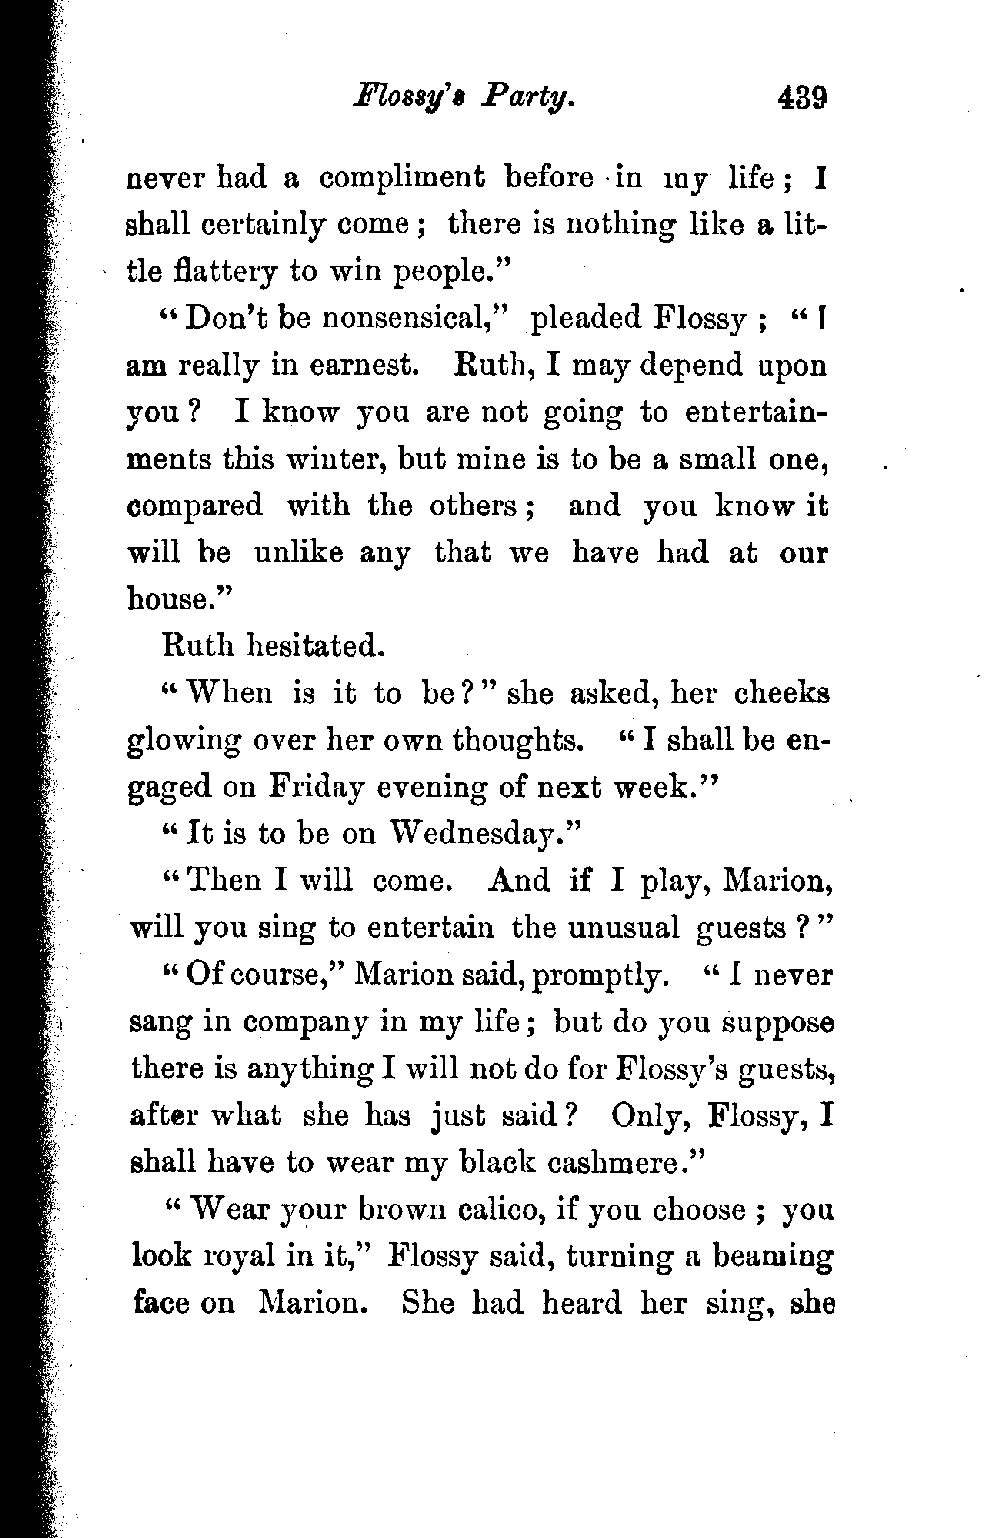 Flossy's Party. 439
never had a compliment before in my life; I
shall certainly come; there is nothing like a lit-
tle flattery to win people."
"Don't be nonsensical," pleaded Flossy; "I
am really in earnest. Ruth, I may depend upon
you? I know you are not going to entertain-
ments this winter, but mine is to be a small one,
compared with the others; and you know it
will be unlike any that we have had at our
house."
Ruth hesitated.
"When is it to be?" she asked, her cheeks
glowing over her own thoughts. "I shall be en-
gaged on Friday evening of next week."
"It is to be on Wednesday."
"Then I will come. And if I play, Marion,
will you sing to entertain the unusual guests?"
"Of course," Marion said, promptly. "I never
sang in company in my life; but do you suppose
there is anything I will not do for Flossy's guests,
after what she has just said? Only, Flossy, I
shall have to wear my black cashmere."
"Wear your brown calico, if you choose; you
look royal in it," Flossy said, turning a beaming
face on Marion. She had heard her sing, she